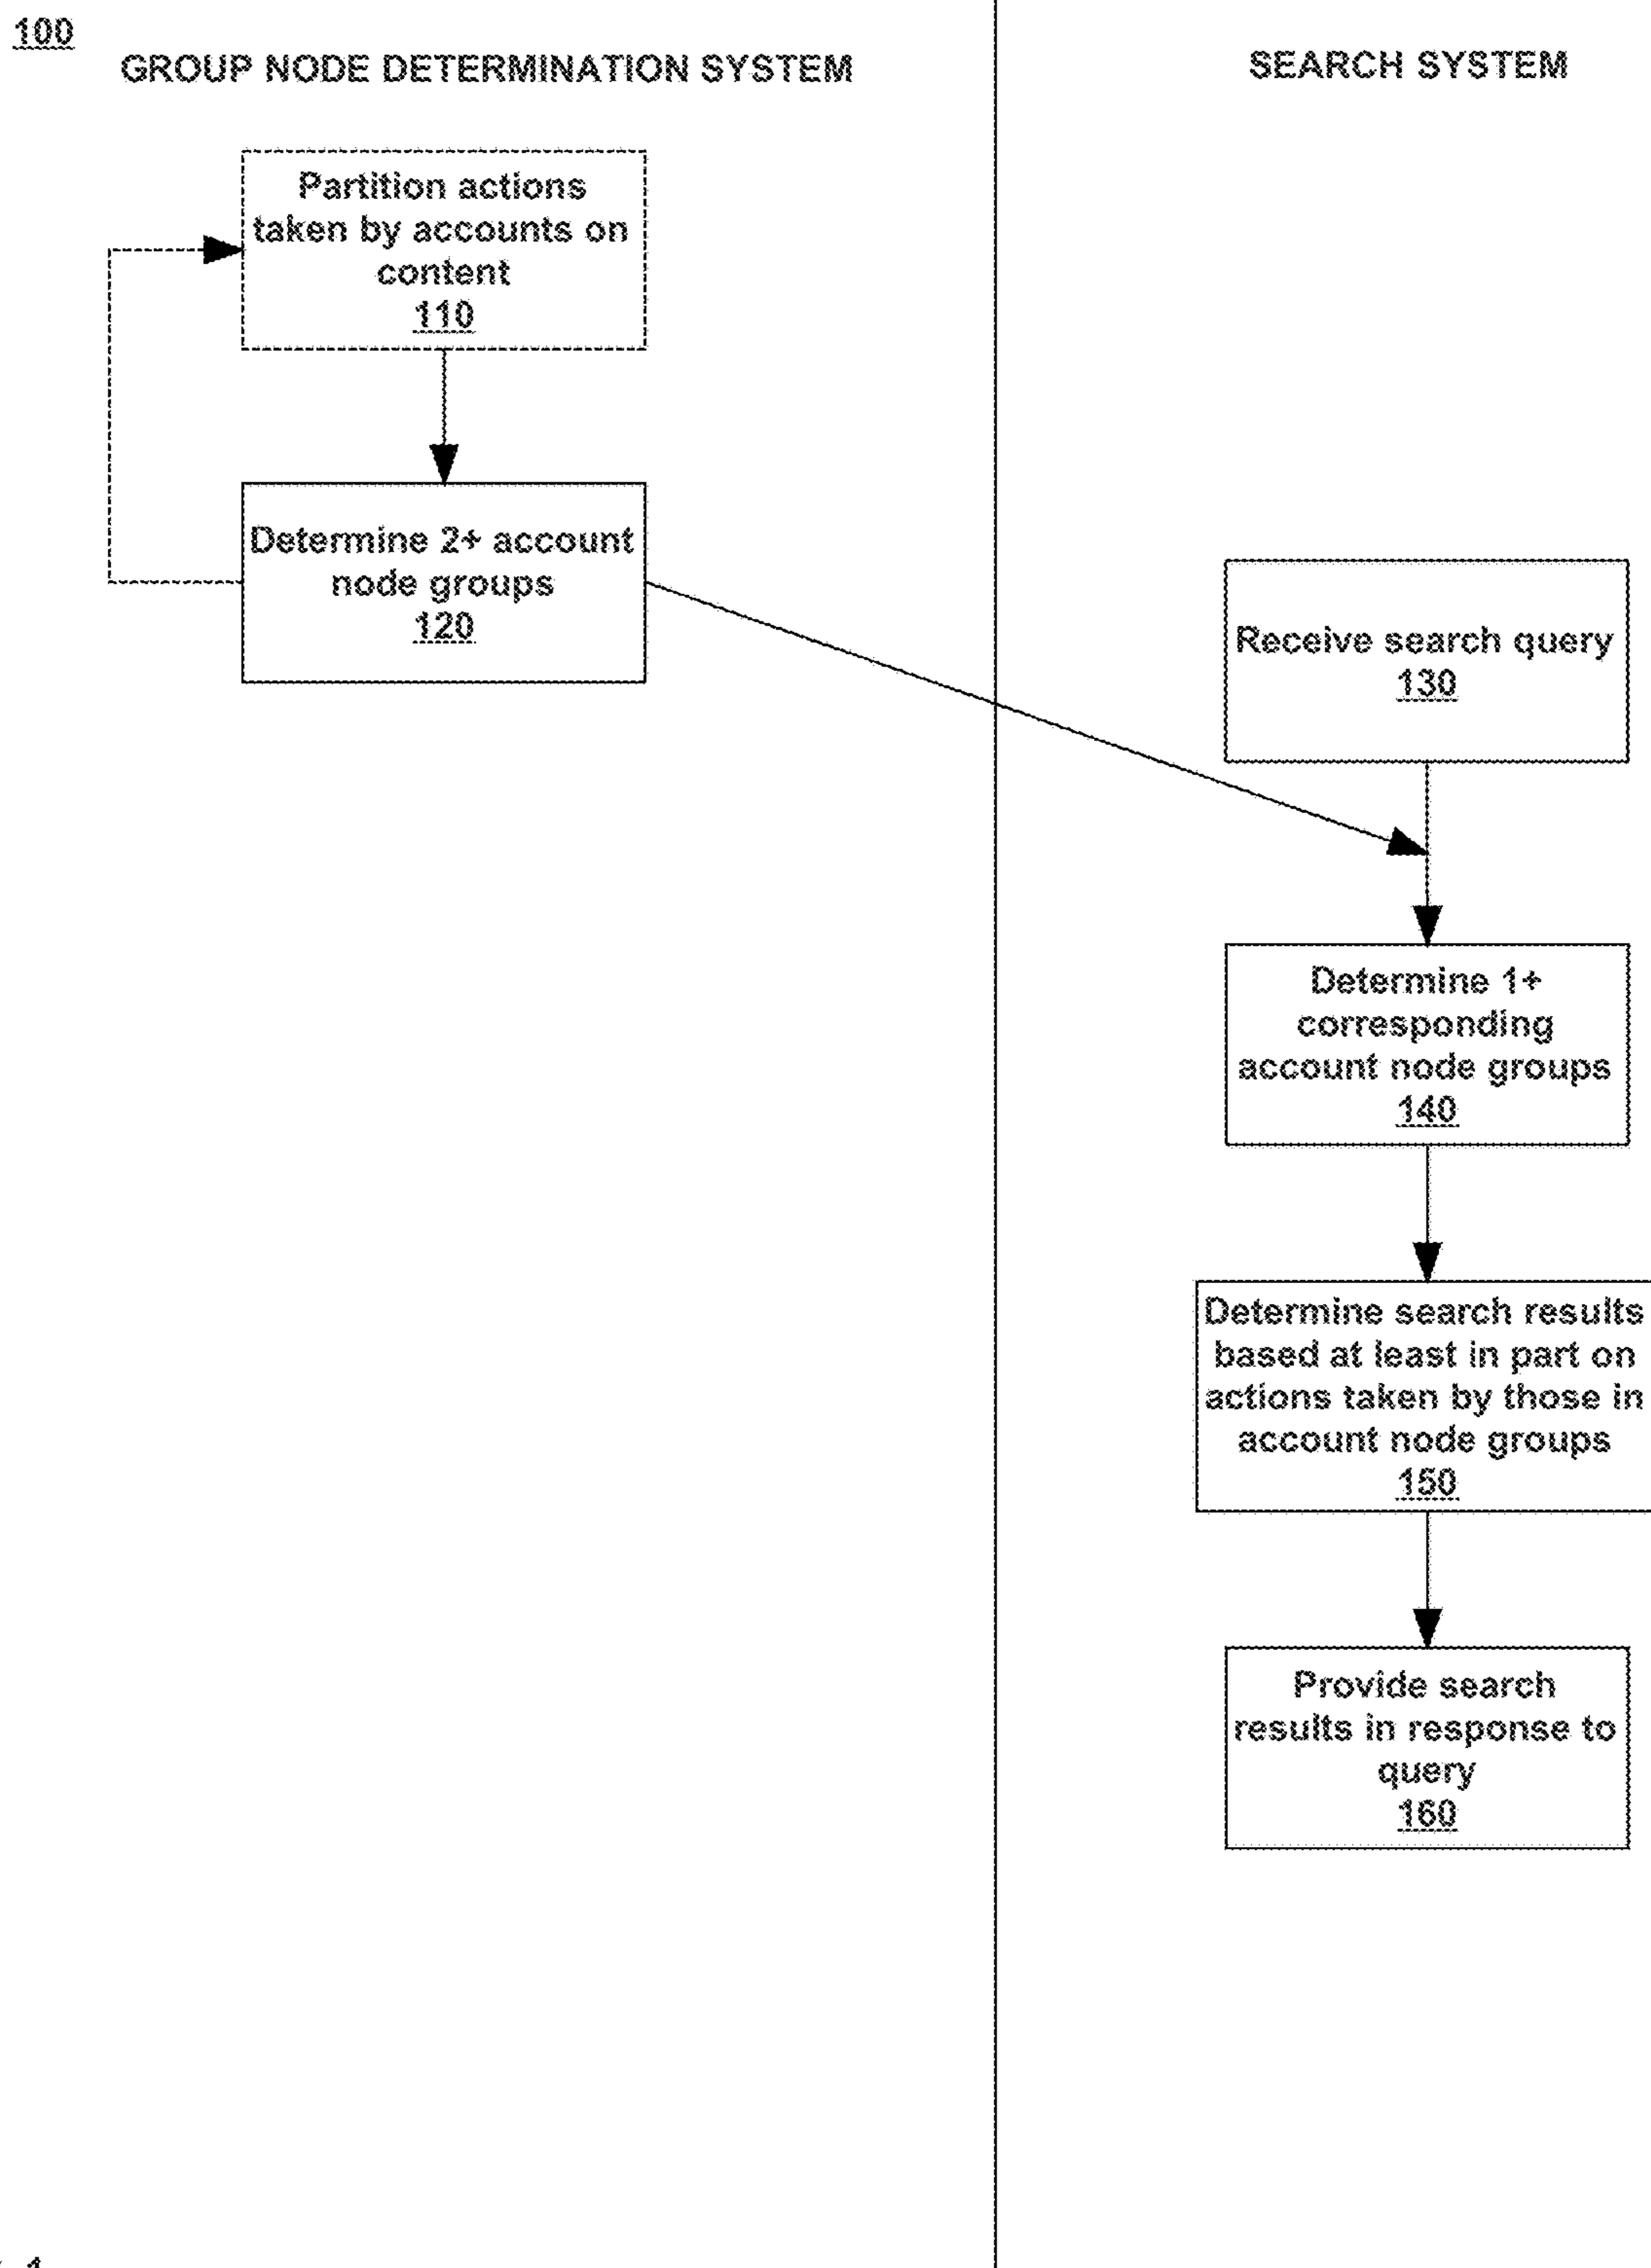 100
GROUP NODE DETERMINATION SYSTEM
SEARCH SYSTEM
Partition actions
taken by accounts on
content
110
Determine 2+ account
node groups
120
Receive search query
130
Determine 1+
corresponding
account node groups
140
Determine search results
based at least in part on
actions taken by those in
account node groups
150
Provide search
results in response to
query
160